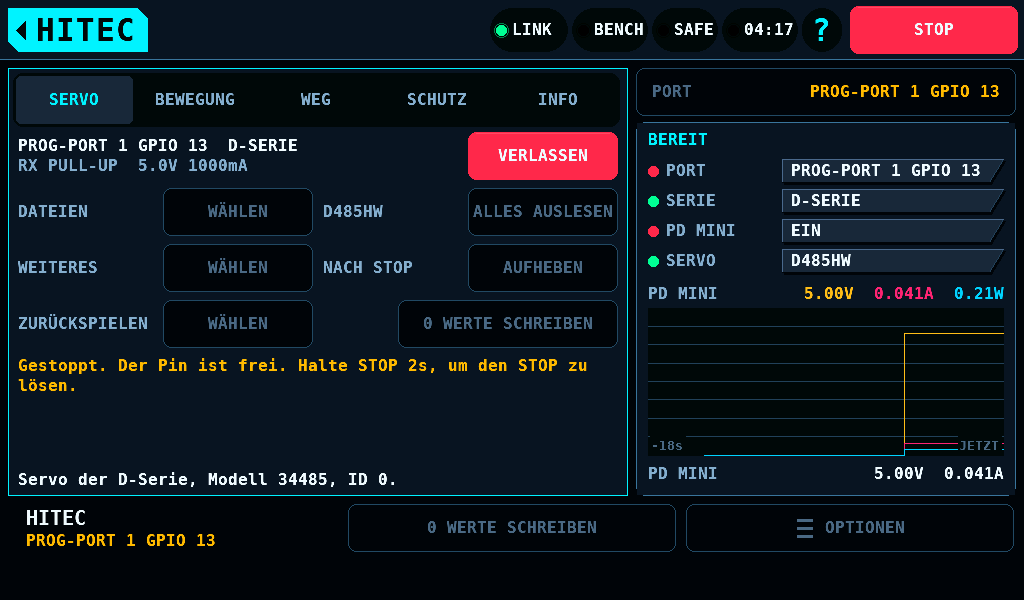 HITEC
LINK
BENCH
SAFE
04:17
?
STOP
SERVO
BEWEGUNG
WEG
SCHUTZ
INFO
PROG-PORT 1 GPIO 13  D-SERIE
RX PULL-UP  5.0V 1000mA
VERLASSEN
DATEIEN
WÄHLEN
D485HW
ALLES AUSLESEN
WEITERES
WÄHLEN
NACH STOP
AUFHEBEN
ZURÜCKSPIELEN
WÄHLEN
0 WERTE SCHREIBEN
Gestoppt. Der Pin ist frei. Halte STOP 2s, um den STOP zu
lösen.
Servo der D-Serie, Modell 34485, ID 0.
PORT
PROG-PORT 1 GPIO 13
BEREIT
PORT
PROG-PORT 1 GPIO 13
SERIE
D-SERIE
PD MINI
EIN
SERVO
D485HW
PD MINI
5.00V
0.041A
0.21W
-18s
JETZT
PD MINI
5.00V
0.041A
HITEC
PROG-PORT 1 GPIO 13
0 WERTE SCHREIBEN
OPTIONEN